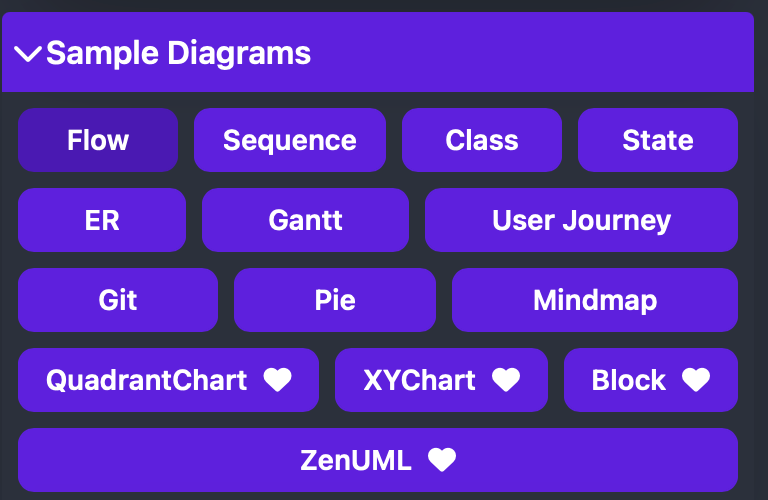 Sample Diagrams
Flow Sequence Class State
ER Gantt User Journey
Git Pie Mindmap
QuadrantChart XYChart Block
ZenUML